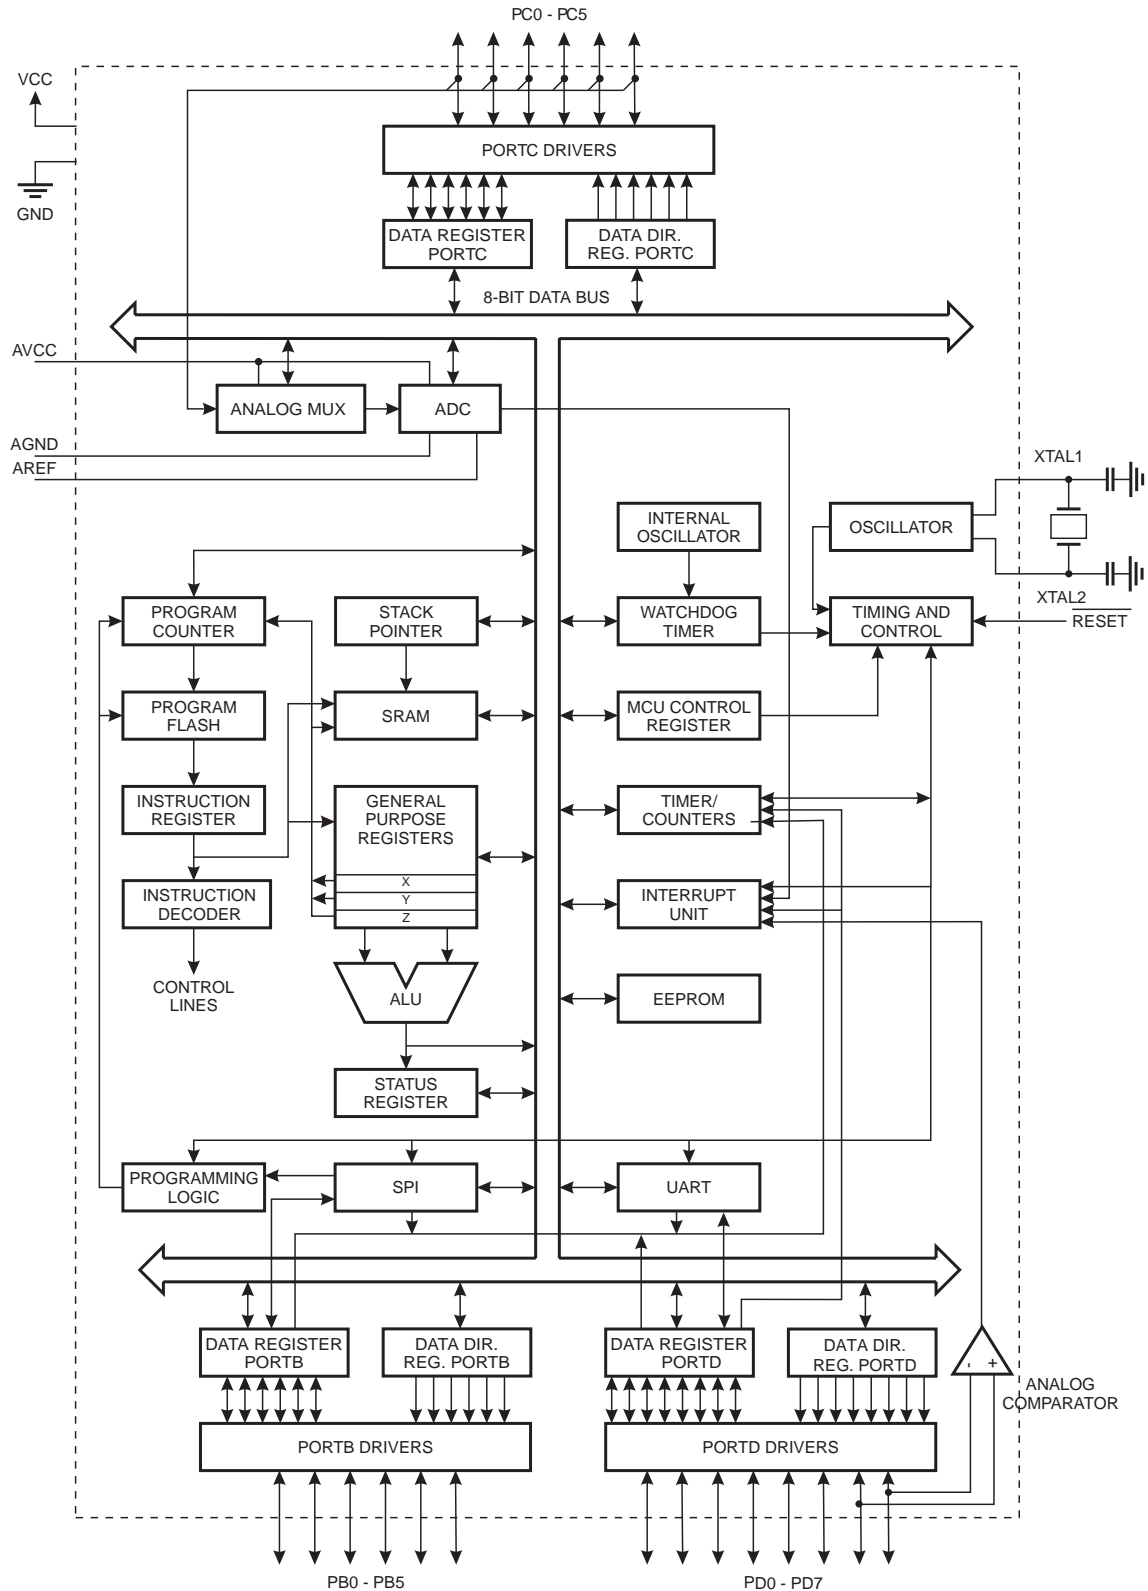 PC0 - PC5
VCC
PORTC DRIVERS
GND
DATA REGISTER
PORTC
DATA DIR.
REG. PORTC
8-BIT DATA BUS
AVCC
ANALOG MUX
ADC
AGND
AREF
XTAL1
INTERNAL
OSCILLATOR
OSCILLATOR
XTAL2
RESET
PROGRAM
COUNTER
STACK
POINTER
WATCHDOG
TIMER
TIMING AND
CONTROL
PROGRAM
FLASH
SRAM
MCU CONTROL
REGISTER
INSTRUCTION
REGISTER
GENERAL
PURPOSE
REGISTERS
X
Y
Z
TIMER/
COUNTERS
INSTRUCTION
DECODER
INTERRUPT
UNIT
CONTROL
LINES
ALU
EEPROM
STATUS
REGISTER
PROGRAMMING
LOGIC
SPI
UART
DATA REGISTER
PORTB
DATA DIR.
REG. PORTB
DATA REGISTER
PORTD
DATA DIR.
REG. PORTD
- +
ANALOG
COMPARATOR
PORTB DRIVERS
PORTD DRIVERS
PB0 - PB5
PD0 - PD7